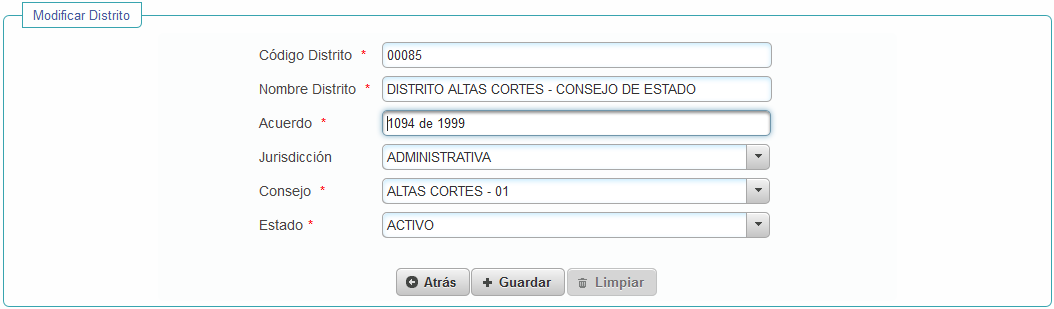 Modificar Distrito
Código Distrito * 00085
Nombre Distrito * DISTRITO ALTAS CORTES - CONSEJO DE ESTADO
Acuerdo * 1094 de 1999
Jurisdicción ADMINISTRATIVA
Consejo * ALTAS CORTES - 01
Estado * ACTIVO
Atrás Guardar Limpiar